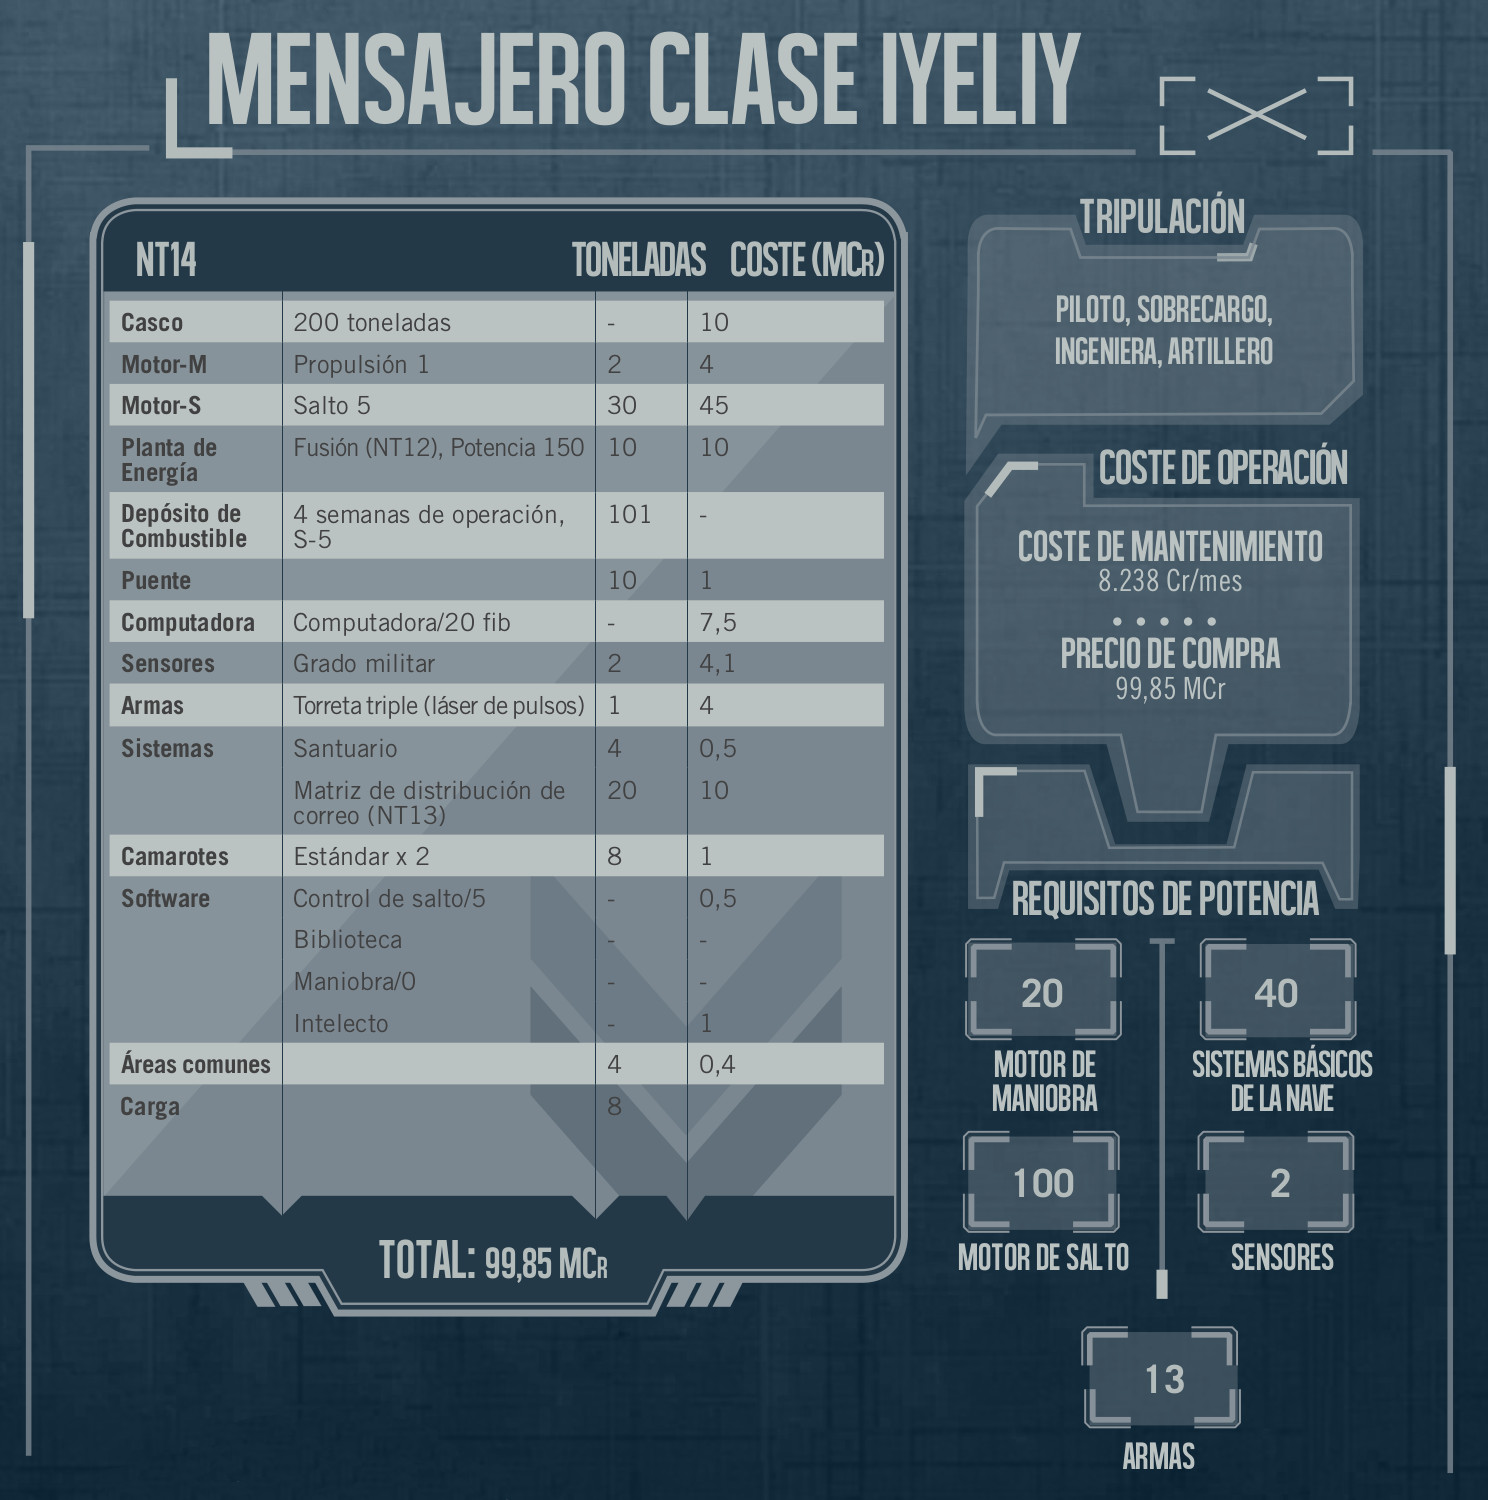 MENSAJERO CLASE IYELIY
NT14 TONELADAS COSTE (MCR)
Casco 200 toneladas - 10
Motor-M Propulsión 1 2 4
Motor-S Salto 5 30 45
Planta de Energía Fusión (NT12), Potencia 150 10 10
Depósito de Combustible 4 semanas de operación, S-5 101 -
Puente 10 1
Computadora Computadora/20 fib - 7,5
Sensores Grado militar 2 4,1
Armas Torreta triple (láser de pulsos) 1 4
Sistemas Santuario 4 0,5
Matriz de distribución de correo (NT13) 20 10
Camarotes Estándar x 2 8 1
Software Control de salto/5 - 0,5
Biblioteca - -
Maniobra/0 - -
Intelecto - 1
Áreas comunes 4 0,4
Carga 8
TOTAL: 99,85 MCR
TRIPULACIÓN
PILOTO, SOBRECARGO,
INGENIERA, ARTILLERO
COSTE DE OPERACIÓN
COSTE DE MANTENIMIENTO
8.238 Cr/mes
PRECIO DE COMPRA
99,85 MCr
REQUISITOS DE POTENCIA
20
MOTOR DE
MANIOBRA
40
SISTEMAS BÁSICOS
DE LA NAVE
100
MOTOR DE SALTO
2
SENSORES
13
ARMAS